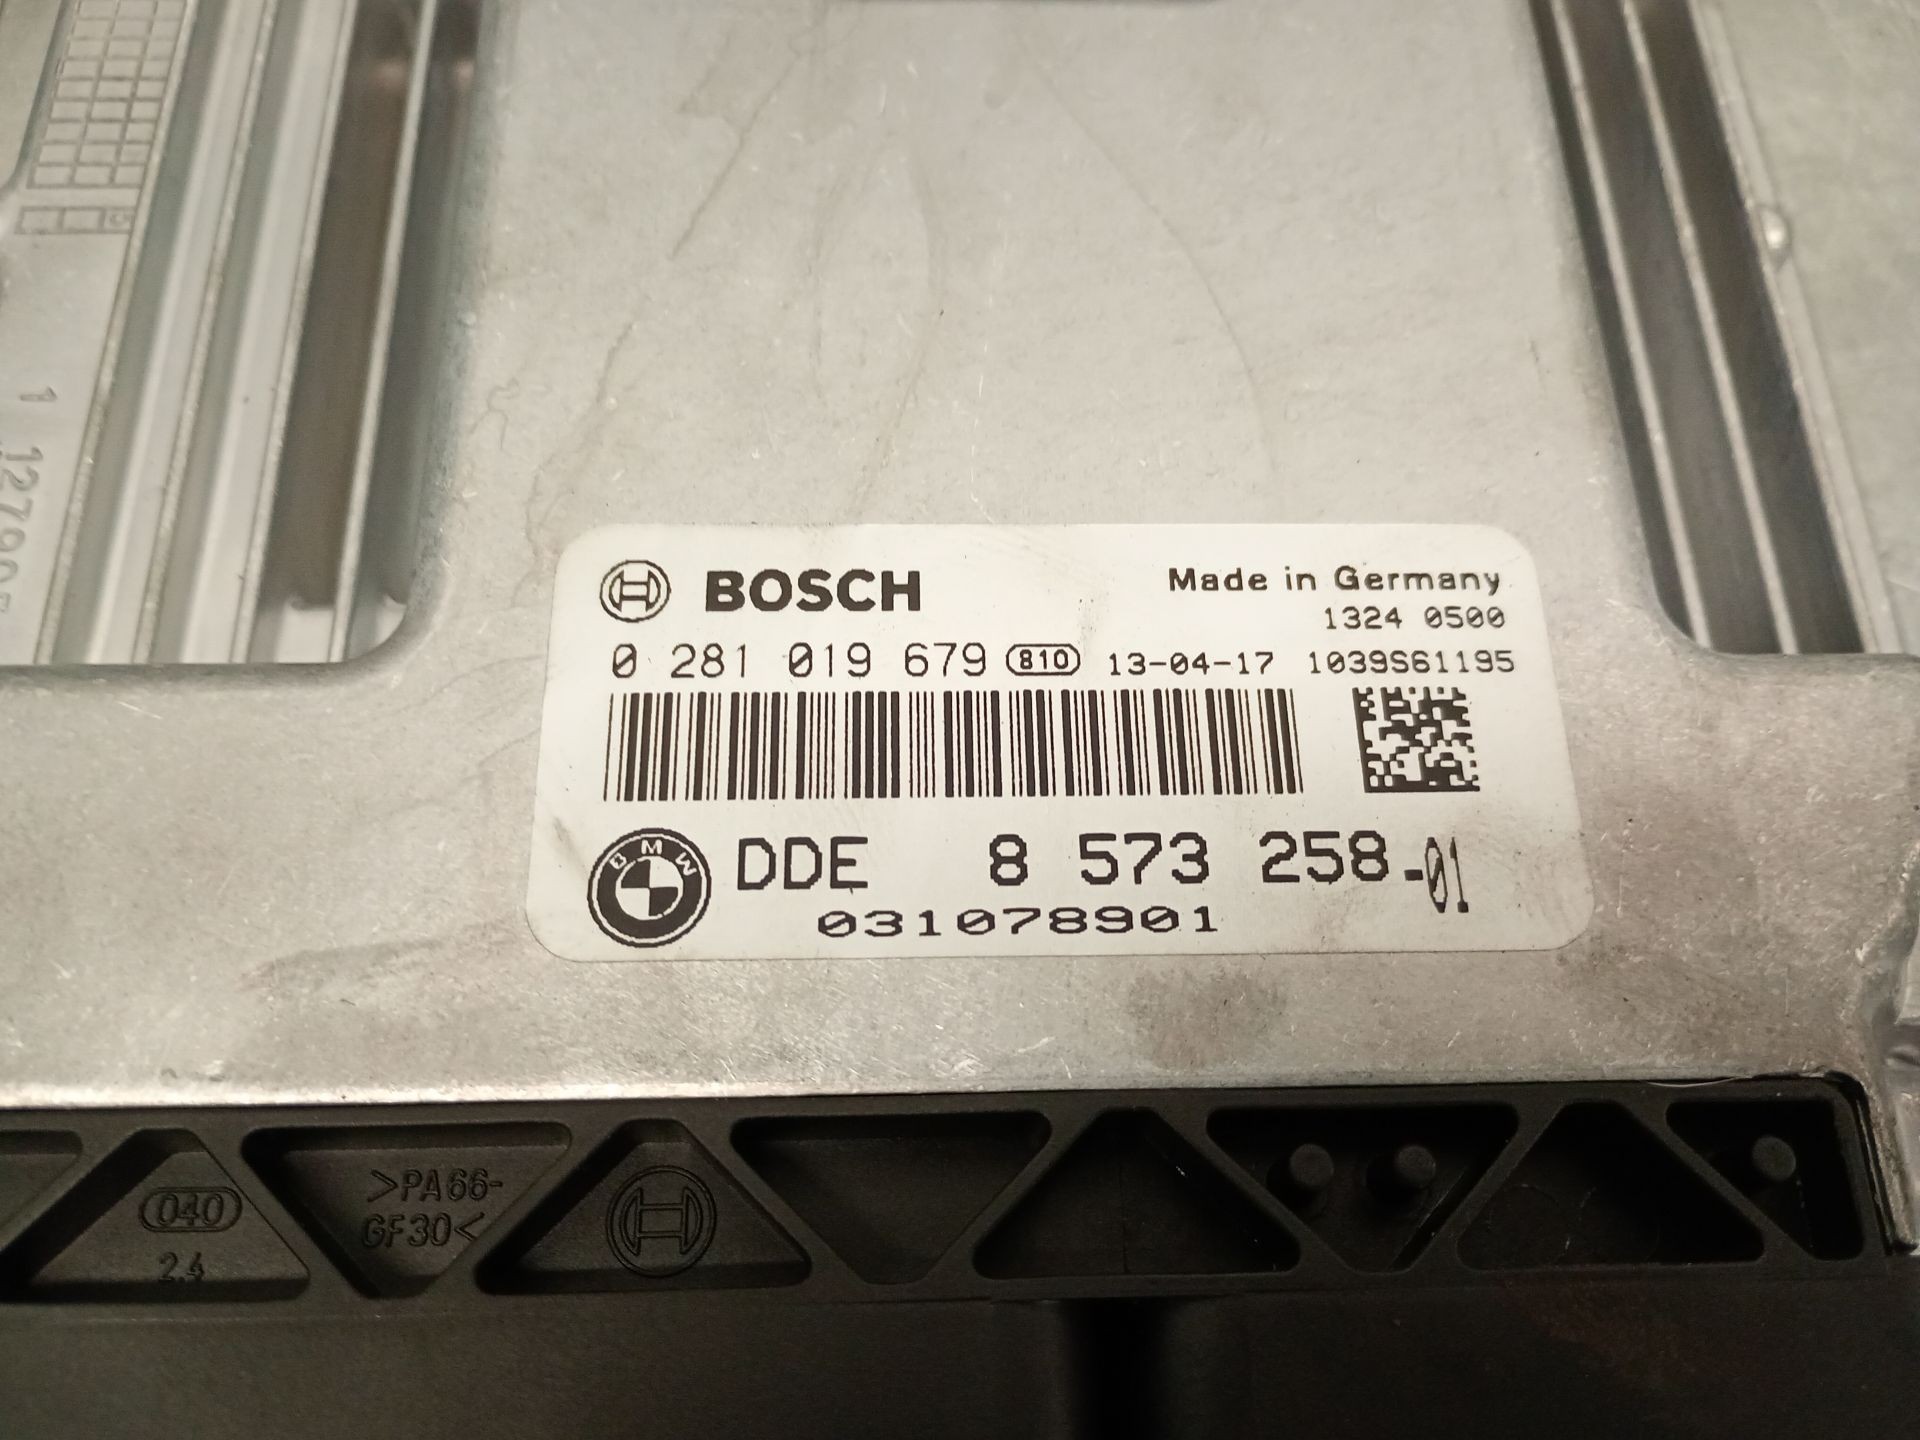 BOSCH
Made in Germany
1324 0500
0 281 019 679 810 13-04-17 1039S61195
BMW DDE 8 573 258-01
031078901
040
2.4
>PA66-
GF30<